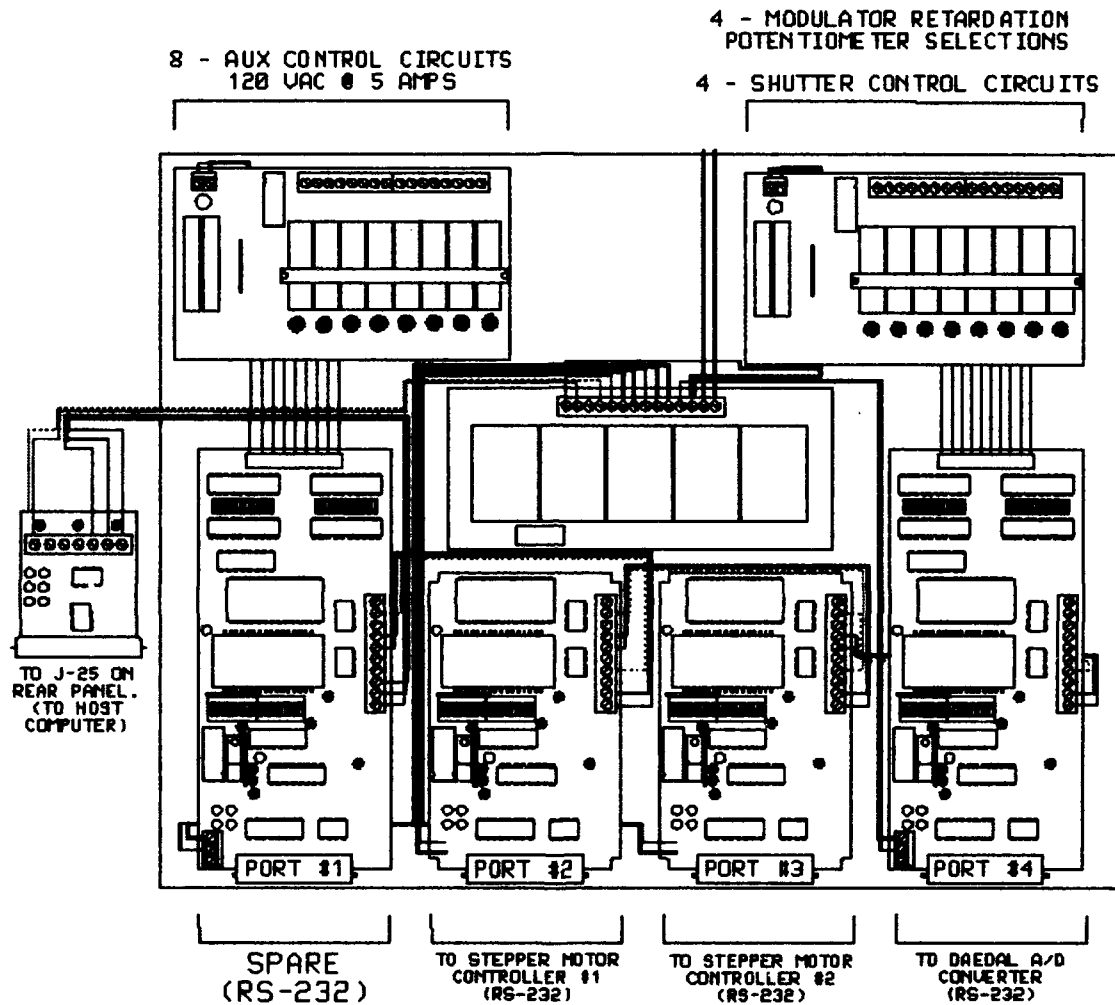 4 - MODULATOR RETARDATION
POTENTIOMETER SELECTIONS
8 - AUX CONTROL CIRCUITS
120 VAC @ 5 AMPS
4 - SHUTTER CONTROL CIRCUITS
TO J-25 ON
REAR PANEL.
(TO HOST
COMPUTER)
PORT #1
PORT #2
PORT #3
PORT #4
SPARE
(RS-232)
TO STEPPER MOTOR
CONTROLLER #1
(RS-232)
TO STEPPER MOTOR
CONTROLLER #2
(RS-232)
TO DAEDAL A/D
CONVERTER
(RS-232)